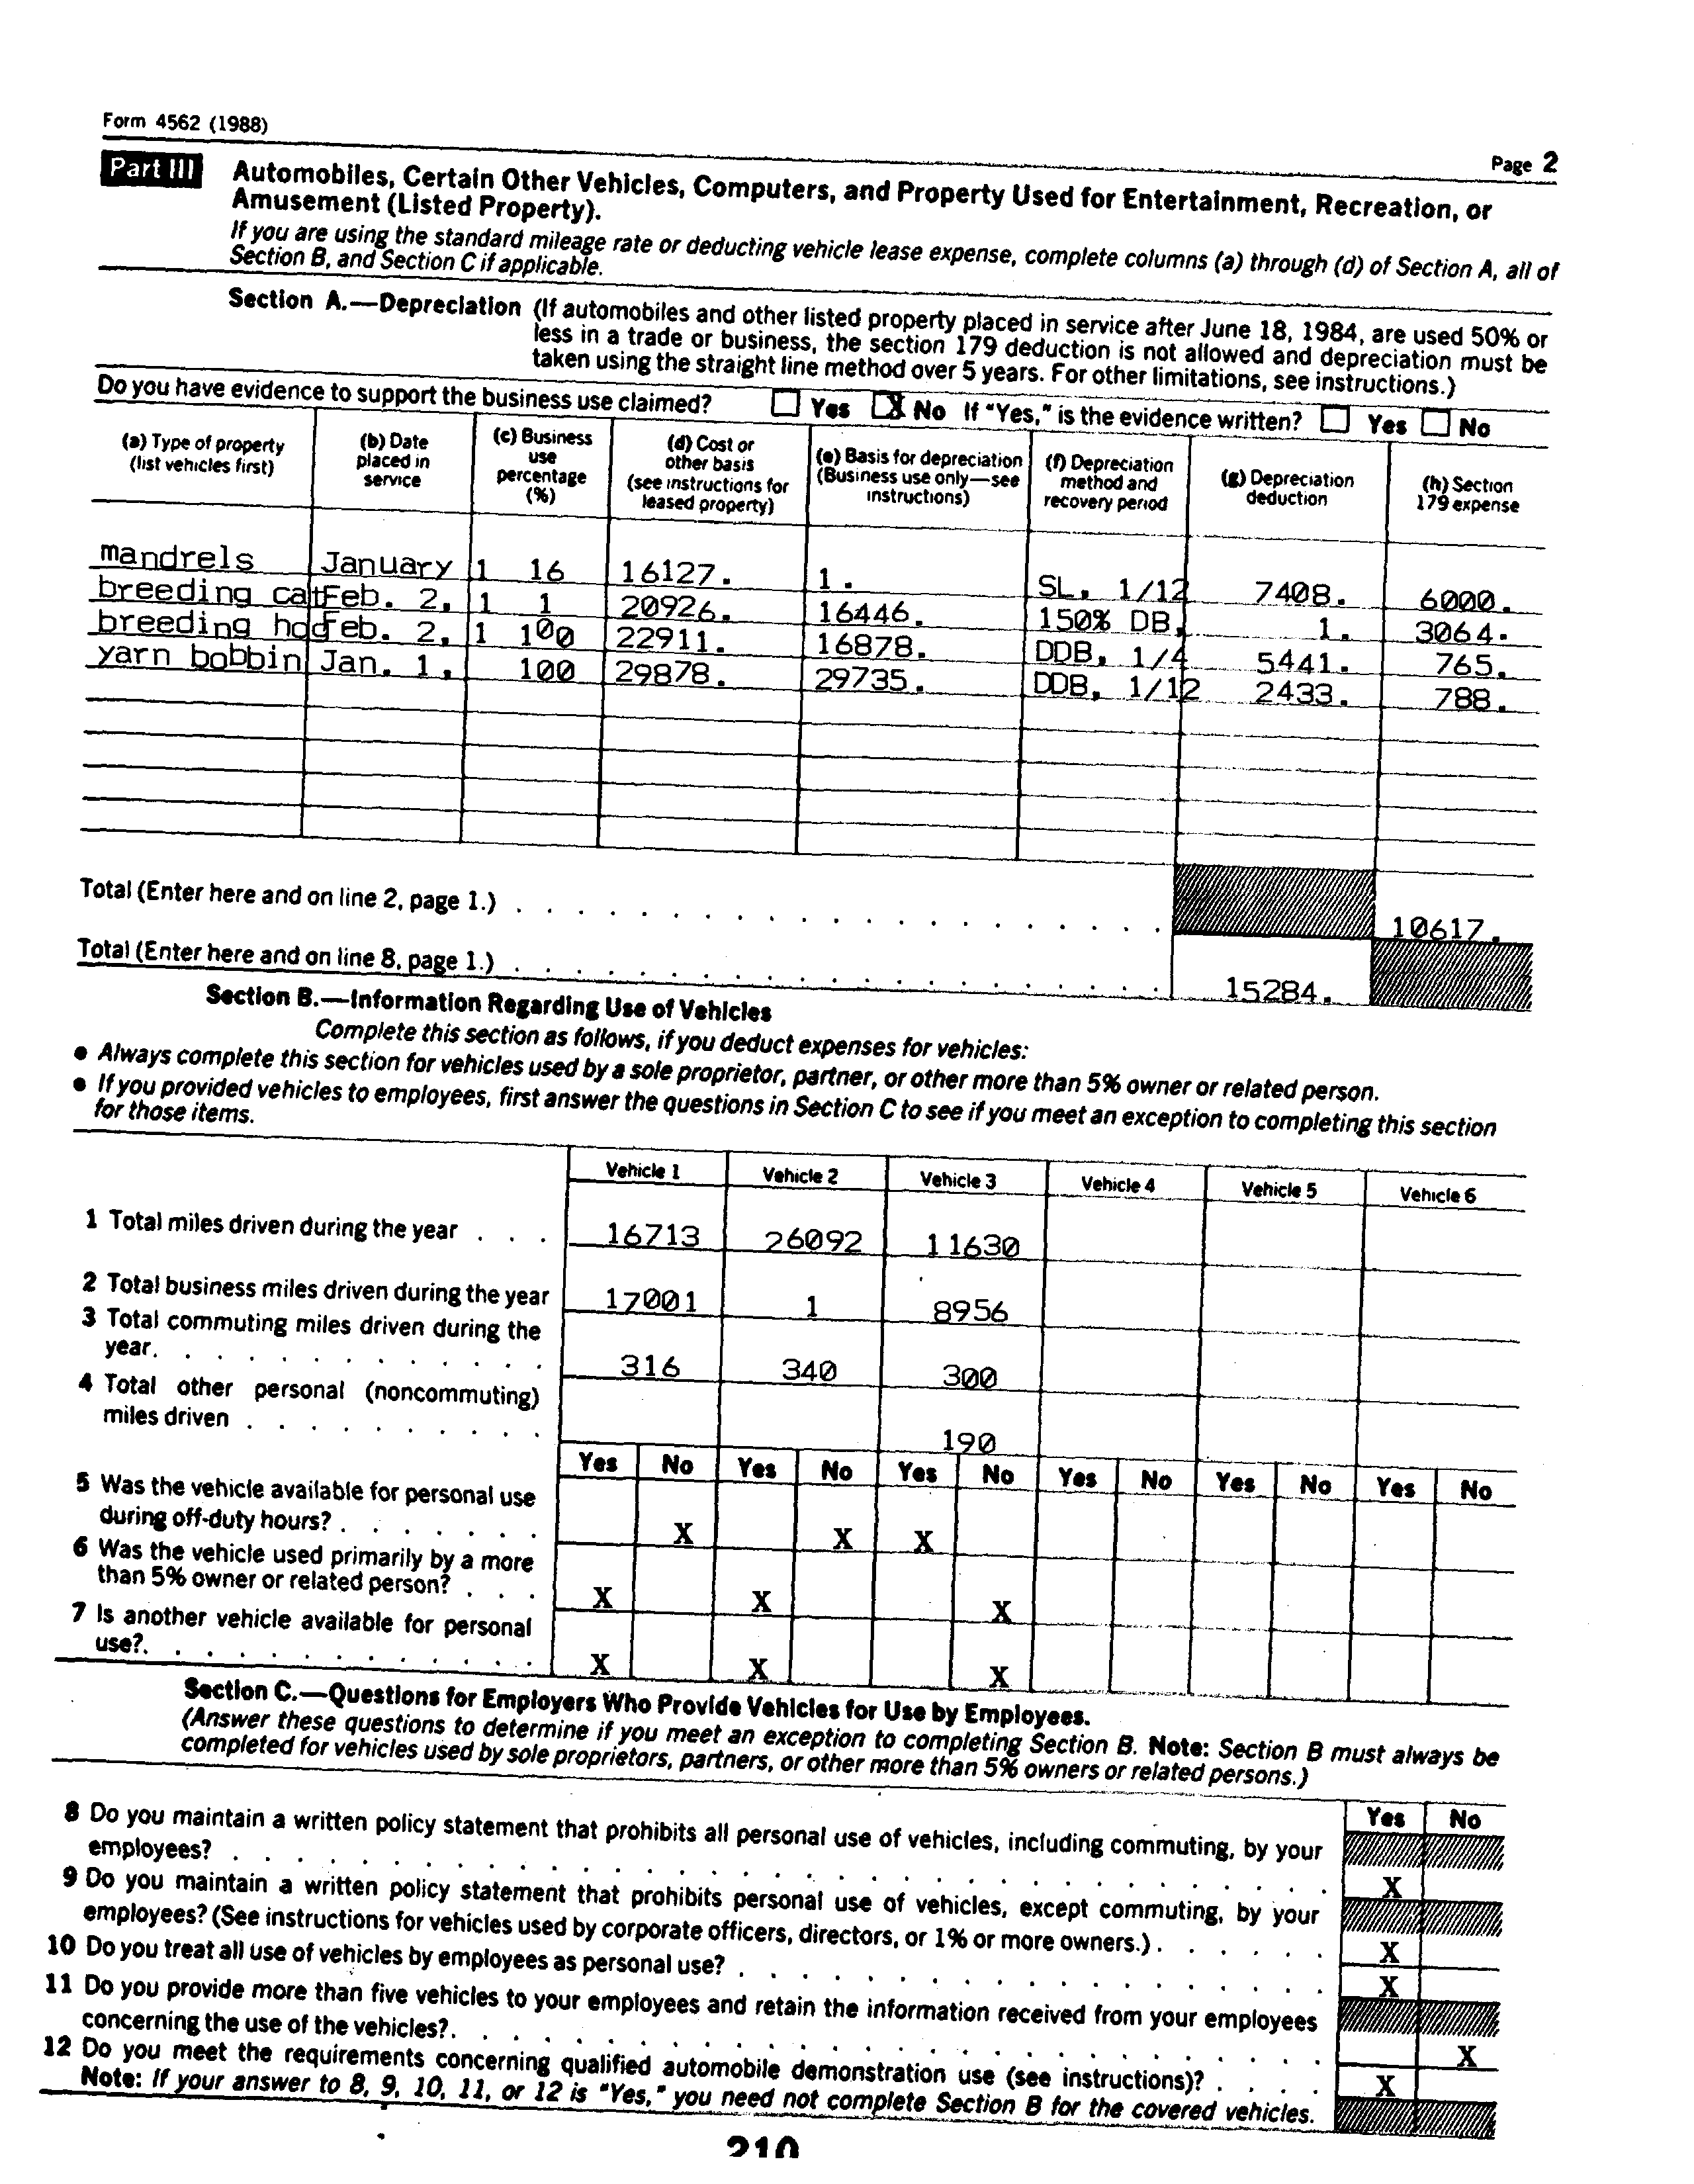 Form 4562 (1988)
Page 2
Part III Automobiles, Certain Other Vehicles, Computers, and Property Used for Entertainment, Recreation, or
Amusement (Listed Property).
If you are using the standard mileage rate or deducting vehicle lease expense, complete columns (a) through (d) of Section A, all of
Section B, and Section C if applicable.
Section A.—Depreciation (If automobiles and other listed property placed in service after June 18, 1984, are used 50% or
less in a trade or business, the section 179 deduction is not allowed and depreciation must be
taken using the straight line method over 5 years. For other limitations, see instructions.)
Do you have evidence to support the business use claimed? Yes X No If "Yes," is the evidence written? Yes No
(a) Type of property (list vehicles first) (b) Date placed in service (c) Business use percentage (%) (d) Cost or other basis (see instructions for leased property) (e) Basis for depreciation (Business use only—see instructions) (f) Depreciation method and recovery period (g) Depreciation deduction (h) Section 179 expense
mandrels January 1 16 16127. 1. SL, 1/12 7408. 6000.
breeding cat Feb. 2, 1 1 20926. 16446. 150% DB, 1. 3064.
breeding hog Feb. 2, 1 100 22911. 16878. DDB, 1/4 5441. 765.
yarn bobbin Jan. 1, 100 29878. 29735. DDB, 1/12 2433. 788.
Total (Enter here and on line 2, page 1.) 10617.
Total (Enter here and on line 8, page 1.) 15284.
Section B.—Information Regarding Use of Vehicles
Complete this section as follows, if you deduct expenses for vehicles:
● Always complete this section for vehicles used by a sole proprietor, partner, or other more than 5% owner or related person.
● If you provided vehicles to employees, first answer the questions in Section C to see if you meet an exception to completing this section
for those items.
Vehicle 1 Vehicle 2 Vehicle 3 Vehicle 4 Vehicle 5 Vehicle 6
1 Total miles driven during the year . . . 16713 26092 11630
2 Total business miles driven during the year 17001 1 8956
3 Total commuting miles driven during the
year. 316 340 300
4 Total other personal (noncommuting)
miles driven 190
Yes No Yes No Yes No Yes No Yes No Yes No
5 Was the vehicle available for personal use
during off-duty hours? X X X
6 Was the vehicle used primarily by a more
than 5% owner or related person? X X X
7 Is another vehicle available for personal
use?. X X X
Section C.—Questions for Employers Who Provide Vehicles for Use by Employees.
(Answer these questions to determine if you meet an exception to completing Section B. Note: Section B must always be
completed for vehicles used by sole proprietors, partners, or other more than 5% owners or related persons.)
Yes No
8 Do you maintain a written policy statement that prohibits all personal use of vehicles, including commuting, by your
employees? X
9 Do you maintain a written policy statement that prohibits personal use of vehicles, except commuting, by your
employees? (See instructions for vehicles used by corporate officers, directors, or 1% or more owners.) X
10 Do you treat all use of vehicles by employees as personal use? X
11 Do you provide more than five vehicles to your employees and retain the information received from your employees
concerning the use of the vehicles?. X
12 Do you meet the requirements concerning qualified automobile demonstration use (see instructions)? X
Note: If your answer to 8, 9, 10, 11, or 12 is "Yes," you need not complete Section B for the covered vehicles.
210